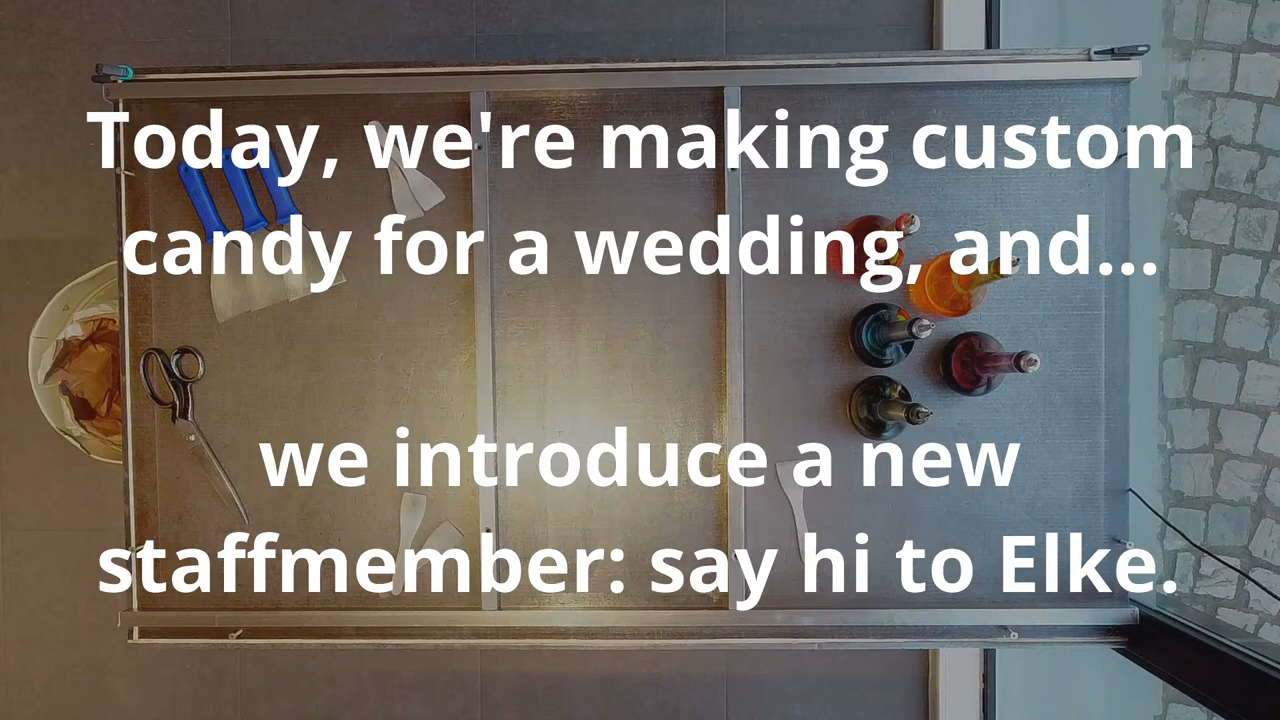 Today, we're making custom
candy for a wedding, and...
we introduce a new
staffmember: say hi to Elke.